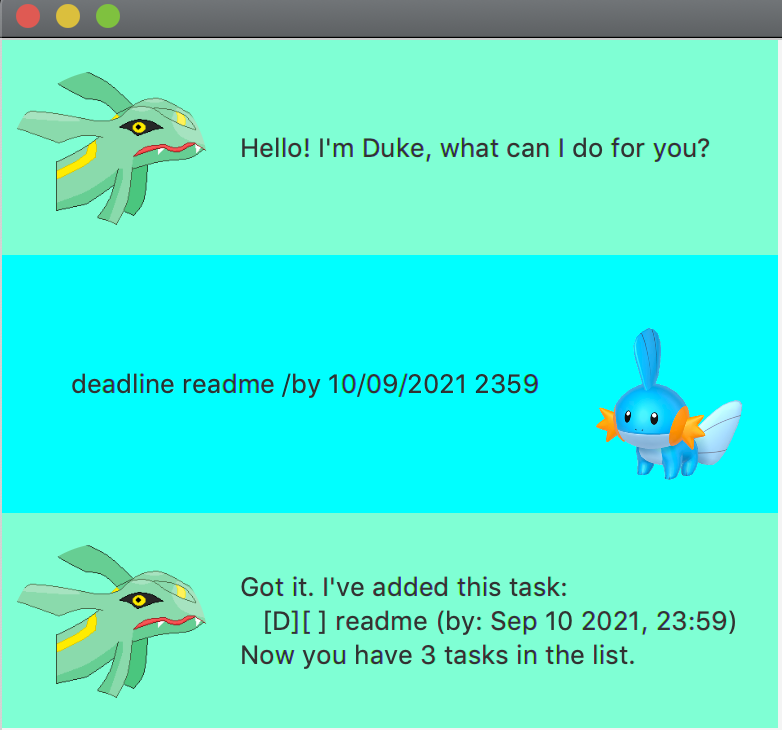 Hello! I'm Duke, what can I do for you?
deadline readme /by 10/09/2021 2359
Got it. I've added this task:
[D][ ] readme (by: Sep 10 2021, 23:59)
Now you have 3 tasks in the list.